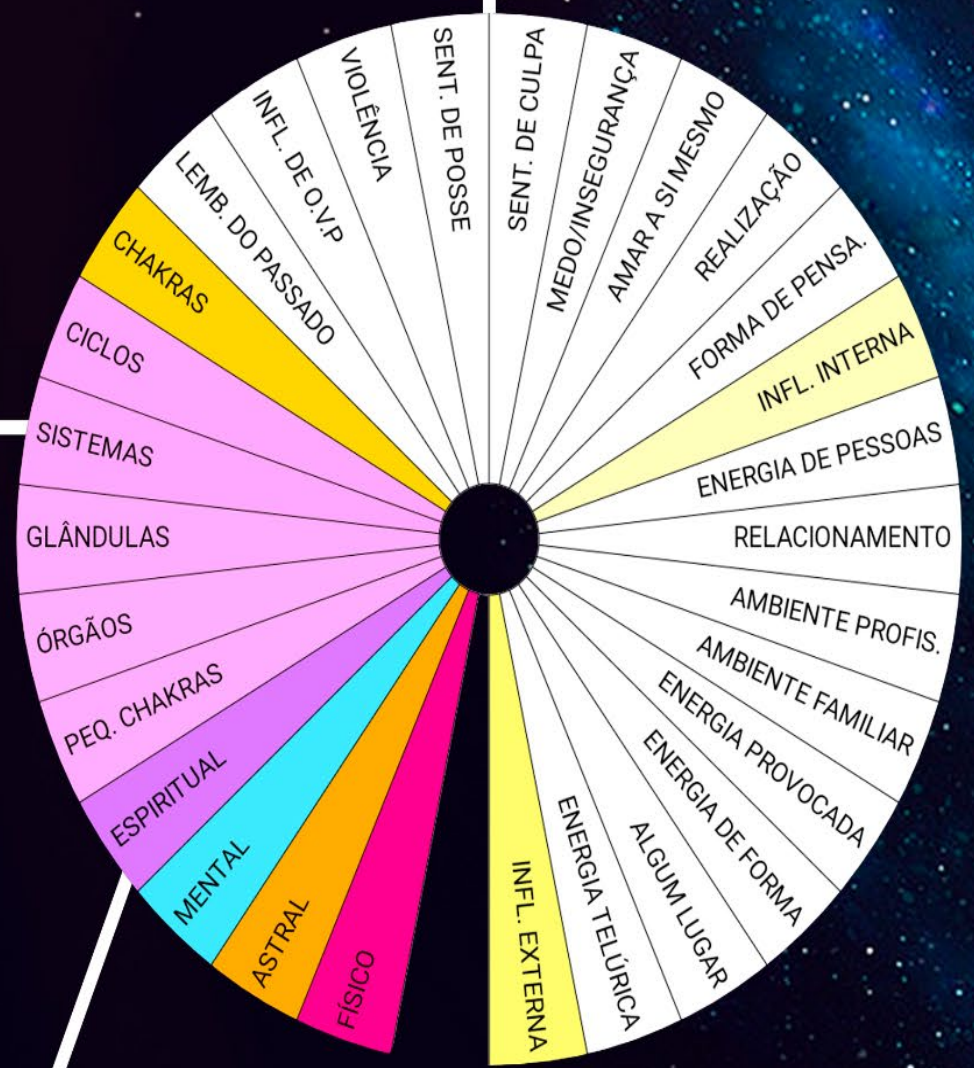 SENT. DE CULPA
MEDO/INSEGURANÇA
AMAR A SI MESMO
REALIZAÇÃO
FORMA DE PENSA.
INFL. INTERNA
ENERGIA DE PESSOAS
RELACIONAMENTO
AMBIENTE PROFIS.
AMBIENTE FAMILIAR
ENERGIA PROVOCADA
ENERGIA DE FORMA
ALGUM LUGAR
ENERGIA TELÚRICA
INFL. EXTERNA
FÍSICO
ASTRAL
MENTAL
ESPIRITUAL
PEQ. CHAKRAS
ÓRGÃOS
GLÂNDULAS
SISTEMAS
CICLOS
CHAKRAS
LEMB. DO PASSADO
INFL. DE O.V.P
VIOLÊNCIA
SENT. DE POSSE